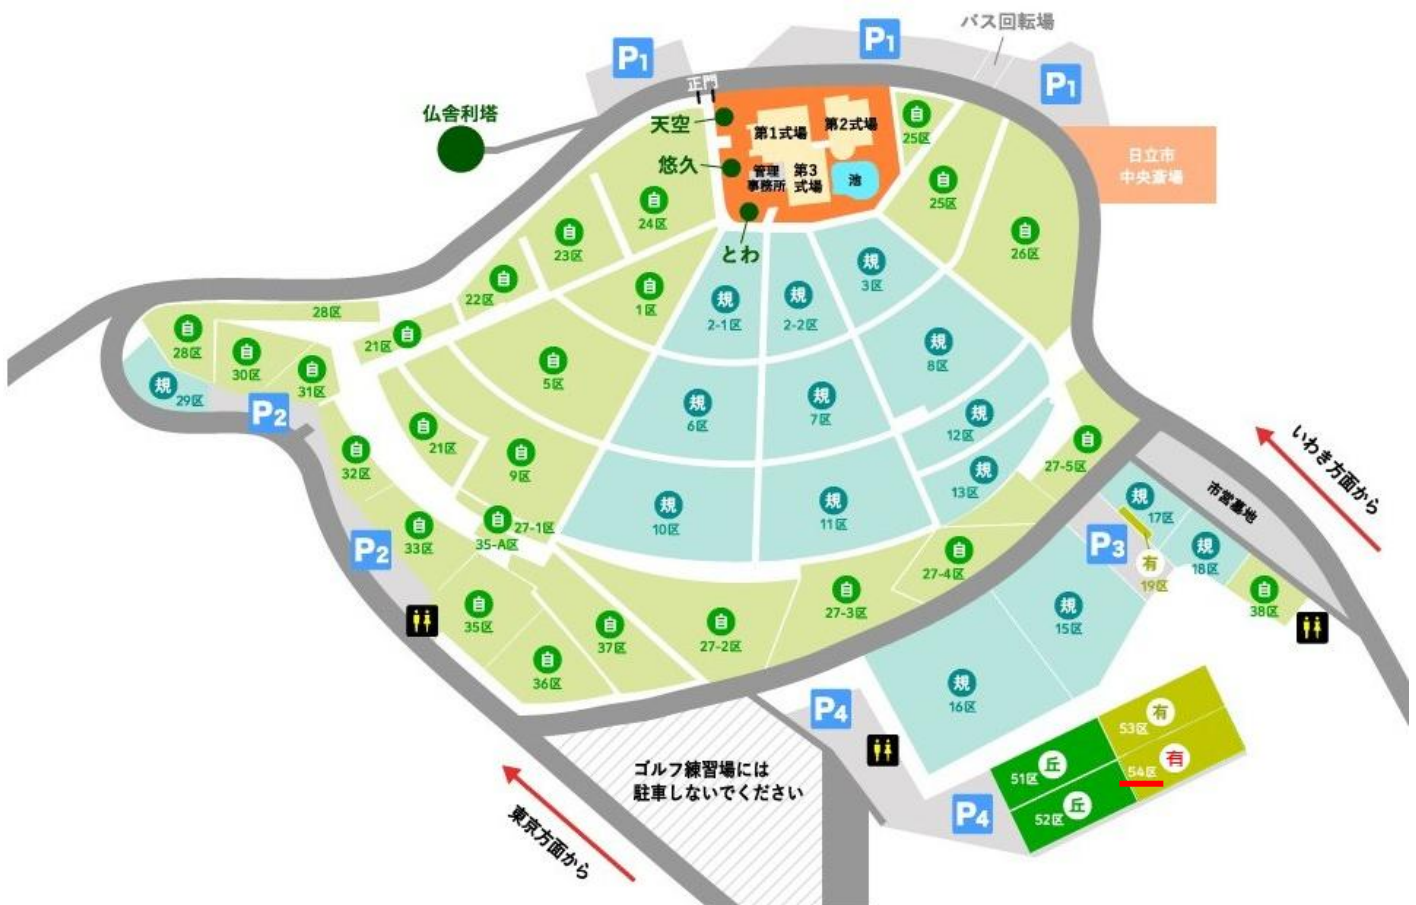 バス回転場
P1
P1
P1
正門
仏舎利塔
天空
第1式場
第2式場
自
25区
日立市
中央斎場
悠久
管理
事務所
第3
式場
池
自
25区
自
24区
とわ
自
23区
自
26区
自
22区
自
1区
規
2-1区
規
2-2区
規
3区
28区
自
28区
自
30区
自
31区
21区
自
規
29区
P2
自
5区
規
6区
規
7区
規
8区
自
21区
自
9区
規
12区
規
13区
自
27-5区
いわき方面から
市営墓地
自
32区
自
33区
P2
自
35-A区
27-1区
規
10区
規
11区
規
17区
規
18区
P3
有
19区
自
38区
自
27-4区
自
27-3区
自
27-2区
自
35区
自
36区
自
37区
規
15区
規
16区
P4
有
53区
有
54区
丘
51区
丘
52区
P4
ゴルフ練習場には
駐車しないでください
東京方面から